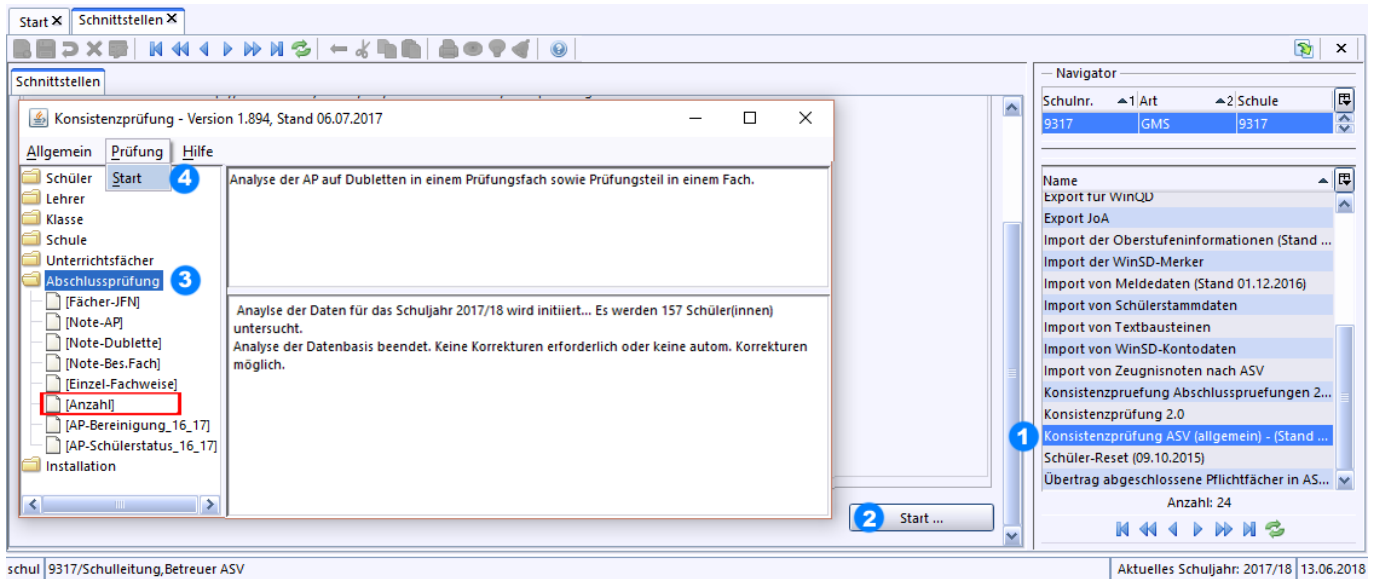 Start
Schnittstellen
Schnittstellen
Konsistenzprüfung - Version 1.894, Stand 06.07.2017
Allgemein Prüfung Hilfe
Start 4
Schüler
Lehrer
Klasse
Schule
Unterrichtsfächer
Abschlussprüfung 3
[Fächer-JFN]
[Note-AP]
[Note-Dublette]
[Note-Bes.Fach]
[Einzel-Fachweise]
[Anzahl]
[AP-Bereinigung_16_17]
[AP-Schülerstatus_16_17]
Installation
Analyse der AP auf Dubletten in einem Prüfungsfach sowie Prüfungsteil in einem Fach.
Anaylse der Daten für das Schuljahr 2017/18 wird initiiert... Es werden 157 Schüler(innen)
untersucht.
Analyse der Datenbasis beendet. Keine Korrekturen erforderlich oder keine autom. Korrekturen
möglich.
2 Start ...
Navigator
Schulnr. 1 Art 2 Schule
9317 GMS 9317
Name
Export für WinQD
Export JoA
Import der Oberstufeninformationen (Stand ...
Import der WinSD-Merker
Import von Meldedaten (Stand 01.12.2016)
Import von Schülerstammdaten
Import von Textbausteinen
Import von WinSD-Kontodaten
Import von Zeugnisnoten nach ASV
Konsistenzpruefung Abschlusspruefungen 2...
Konsistenzprüfung 2.0
1 Konsistenzprüfung ASV (allgemein) - (Stand ...
Schüler-Reset (09.10.2015)
Übertrag abgeschlossene Pflichtfächer in AS...
Anzahl: 24
schul 9317/Schulleitung,Betreuer ASV
Aktuelles Schuljahr: 2017/18 13.06.2018